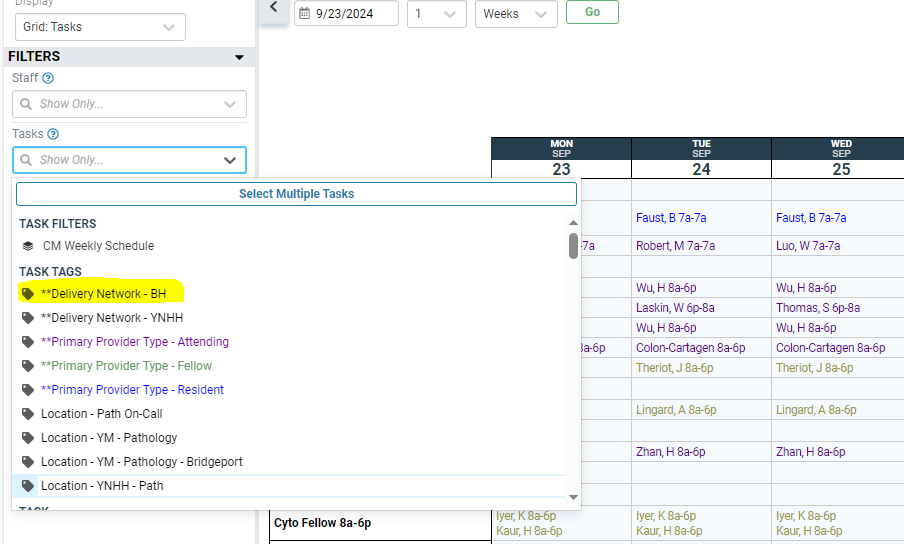 Display
Grid: Tasks
9/23/2024
1
Weeks
Go
FILTERS
Staff ?
Show Only...
Tasks ?
Show Only...
Select Multiple Tasks
TASK FILTERS
CM Weekly Schedule
TASK TAGS
**Delivery Network - BH
**Delivery Network - YNHH
**Primary Provider Type - Attending
**Primary Provider Type - Fellow
**Primary Provider Type - Resident
Location - Path On-Call
Location - YM - Pathology
Location - YM - Pathology - Bridgeport
Location - YNHH - Path
TASK
MON TUE WED
SEP SEP SEP
23 24 25
Faust, B 7a-7a Faust, B 7a-7a
7a Robert, M 7a-7a Luo, W 7a-7a
Wu, H 8a-6p Wu, H 8a-6p
Laskin, W 6p-8a Thomas, S 6p-8a
Wu, H 8a-6p Wu, H 8a-6p
8a-6p Colon-Cartagen 8a-6p Colon-Cartagen 8a-6p
Theriot, J 8a-6p Theriot, J 8a-6p
Lingard, A 8a-6p Lingard, A 8a-6p
Zhan, H 8a-6p Zhan, H 8a-6p
Cyto Fellow 8a-6p
Iyer, K 8a-6p Iyer, K 8a-6p Iyer, K 8a-6p
Kaur, H 8a-6p Kaur, H 8a-6p Kaur, H 8a-6p